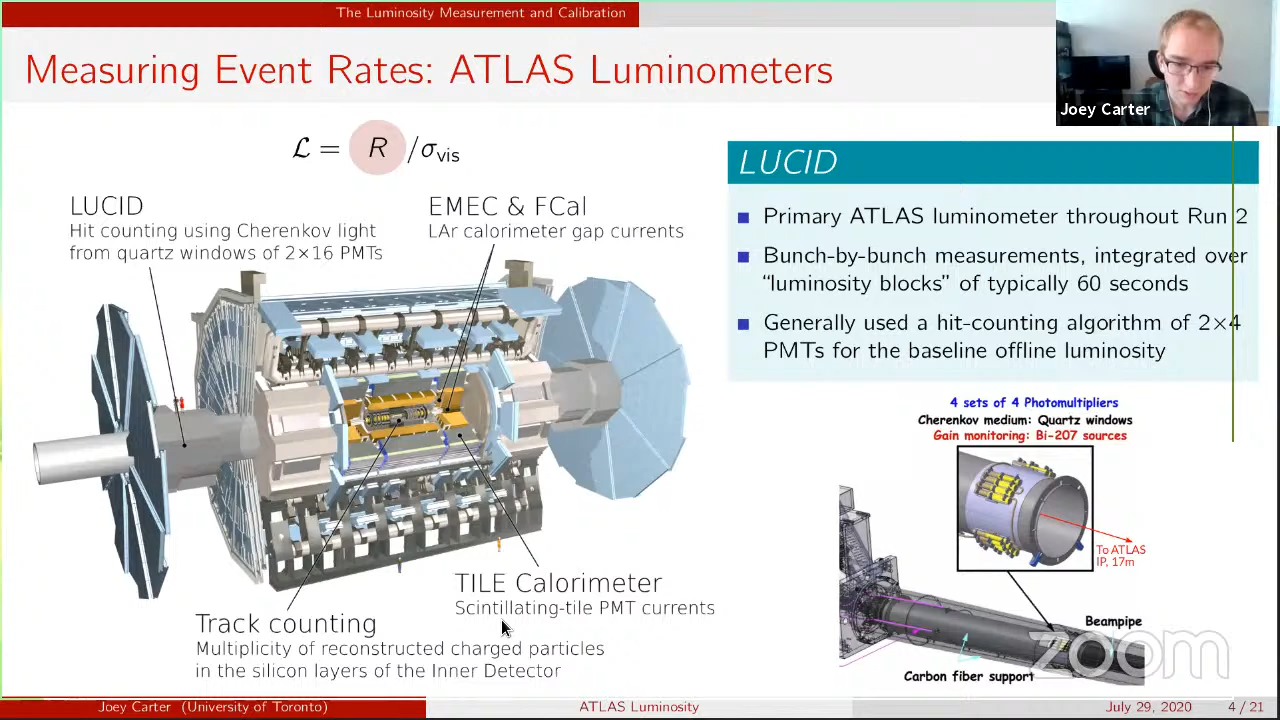 The Luminosity Measurement and Calibration
Measuring Event Rates: ATLAS Luminometers
Joey Carter
ℒ = R /σvis
LUCID
Hit counting using Cherenkov light
from quartz windows of 2×16 PMTs
EMEC & FCal
LAr calorimeter gap currents
TILE Calorimeter
Scintillating-tile PMT currents
Track counting
Multiplicity of reconstructed charged particles
in the silicon layers of the Inner Detector
LUCID
Primary ATLAS luminometer throughout Run 2
Bunch-by-bunch measurements, integrated over
“luminosity blocks” of typically 60 seconds
Generally used a hit-counting algorithm of 2×4
PMTs for the baseline offline luminosity
4 sets of 4 Photomultipliers
Cherenkov medium: Quartz windows
Gain monitoring: Bi-207 sources
To ATLAS
IP, 17m
Beampipe
Carbon fiber support
zoom
Joey Carter (University of Toronto)
ATLAS Luminosity
July 29, 2020
4 / 21